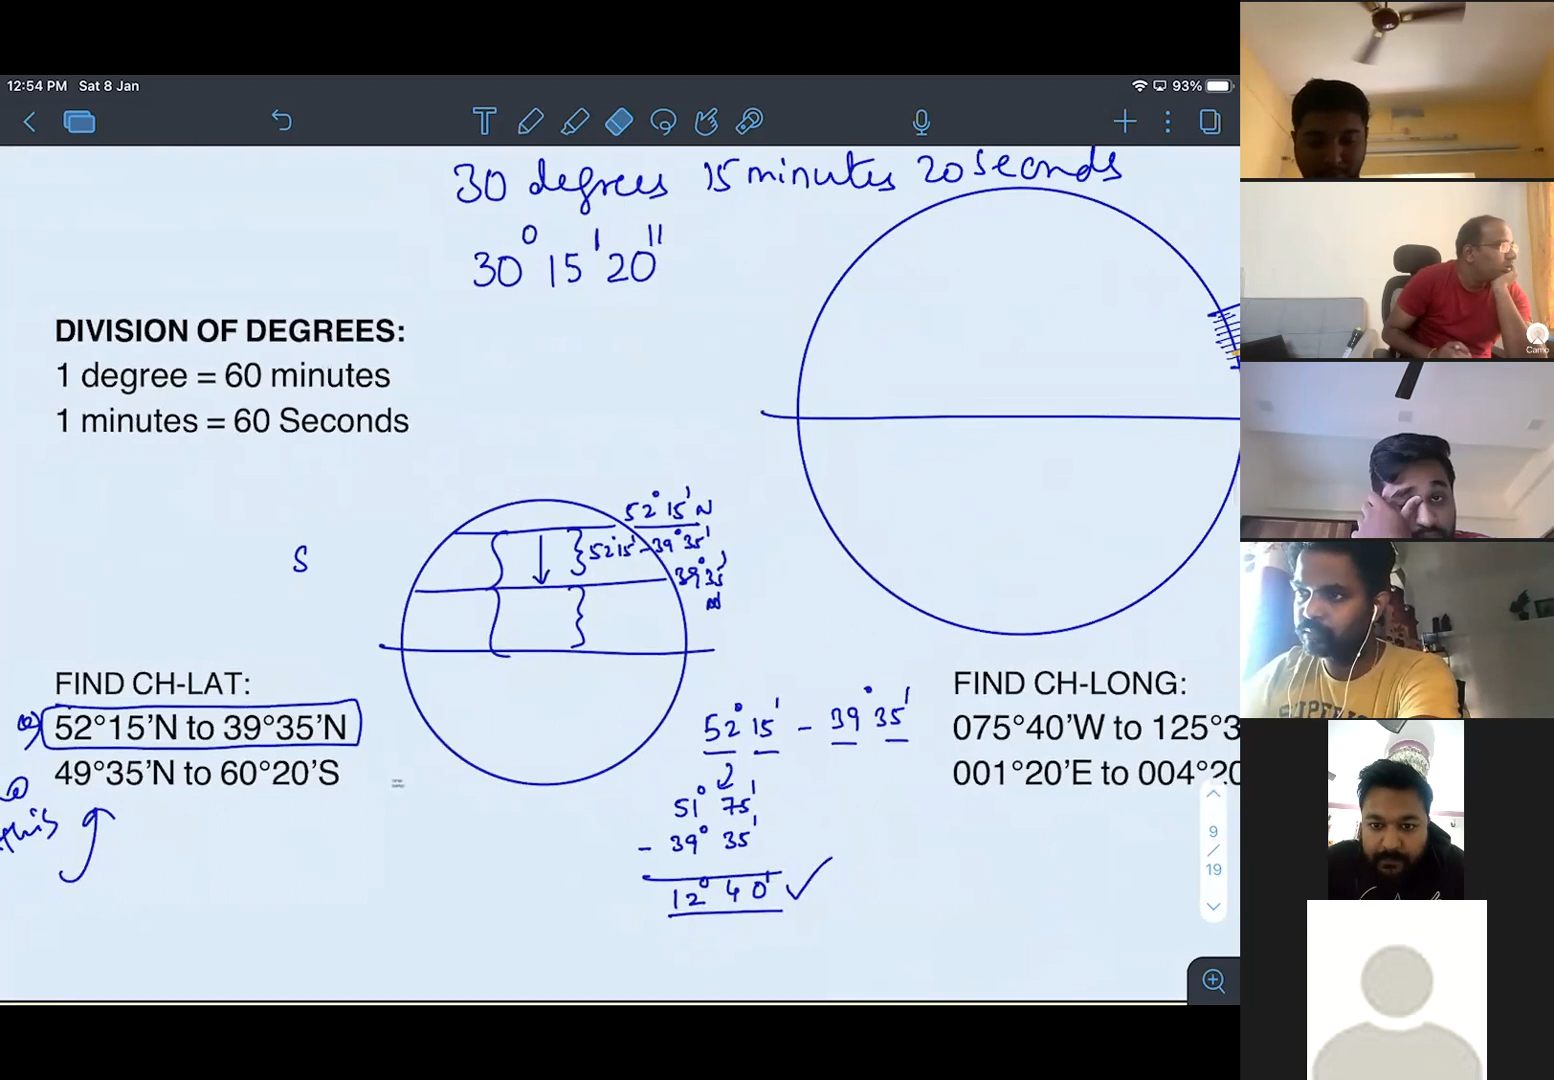 12:54 PM Sat 8 Jan
93%
T
30 degrees 15 minutes 20 seconds
30° 15' 20"
DIVISION OF DEGREES:
1 degree = 60 minutes
1 minutes = 60 Seconds
52° 15' N
52° 15' - 39° 35'
39° 35'
S
FIND CH-LAT:
52°15'N to 39°35'N
49°35'N to 60°20'S
this
52° 15' - 39° 35'
51° 75'
- 39° 35'
12° 40'
FIND CH-LONG:
075°40'W to 125°3
001°20'E to 004°20
9
/
19
Camo